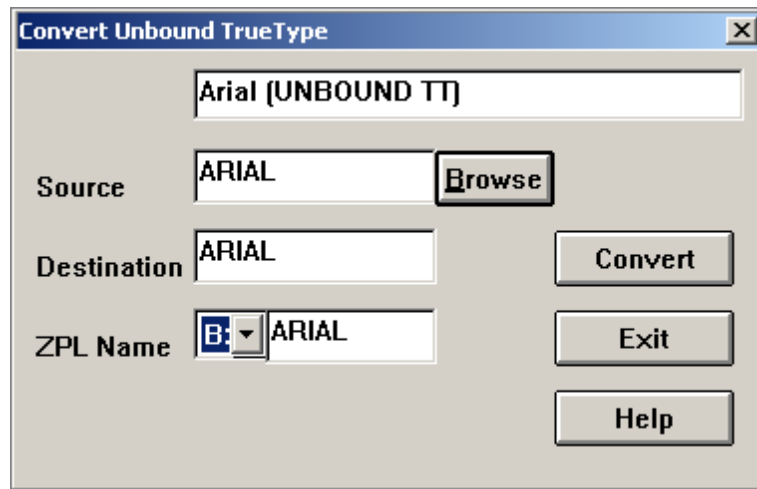 Convert Unbound TrueType
Arial (UNBOUND TT)
Source ARIAL Browse
Destination ARIAL Convert
ZPL Name B: ARIAL Exit
Help